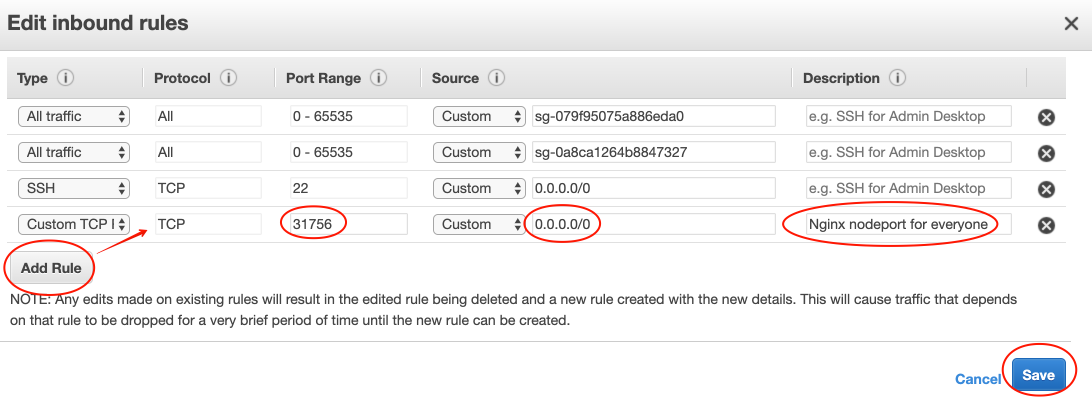 Edit inbound rules
Type Protocol Port Range Source Description
All traffic All 0 - 65535 Custom sg-079f95075a886eda0 e.g. SSH for Admin Desktop
All traffic All 0 - 65535 Custom sg-0a8ca1264b8847327 e.g. SSH for Admin Desktop
SSH TCP 22 Custom 0.0.0.0/0 e.g. SSH for Admin Desktop
Custom TCP TCP 31756 Custom 0.0.0.0/0 Nginx nodeport for everyone
Add Rule
NOTE: Any edits made on existing rules will result in the edited rule being deleted and a new rule created with the new details. This will cause traffic that depends
on that rule to be dropped for a very brief period of time until the new rule can be created.
Cancel Save